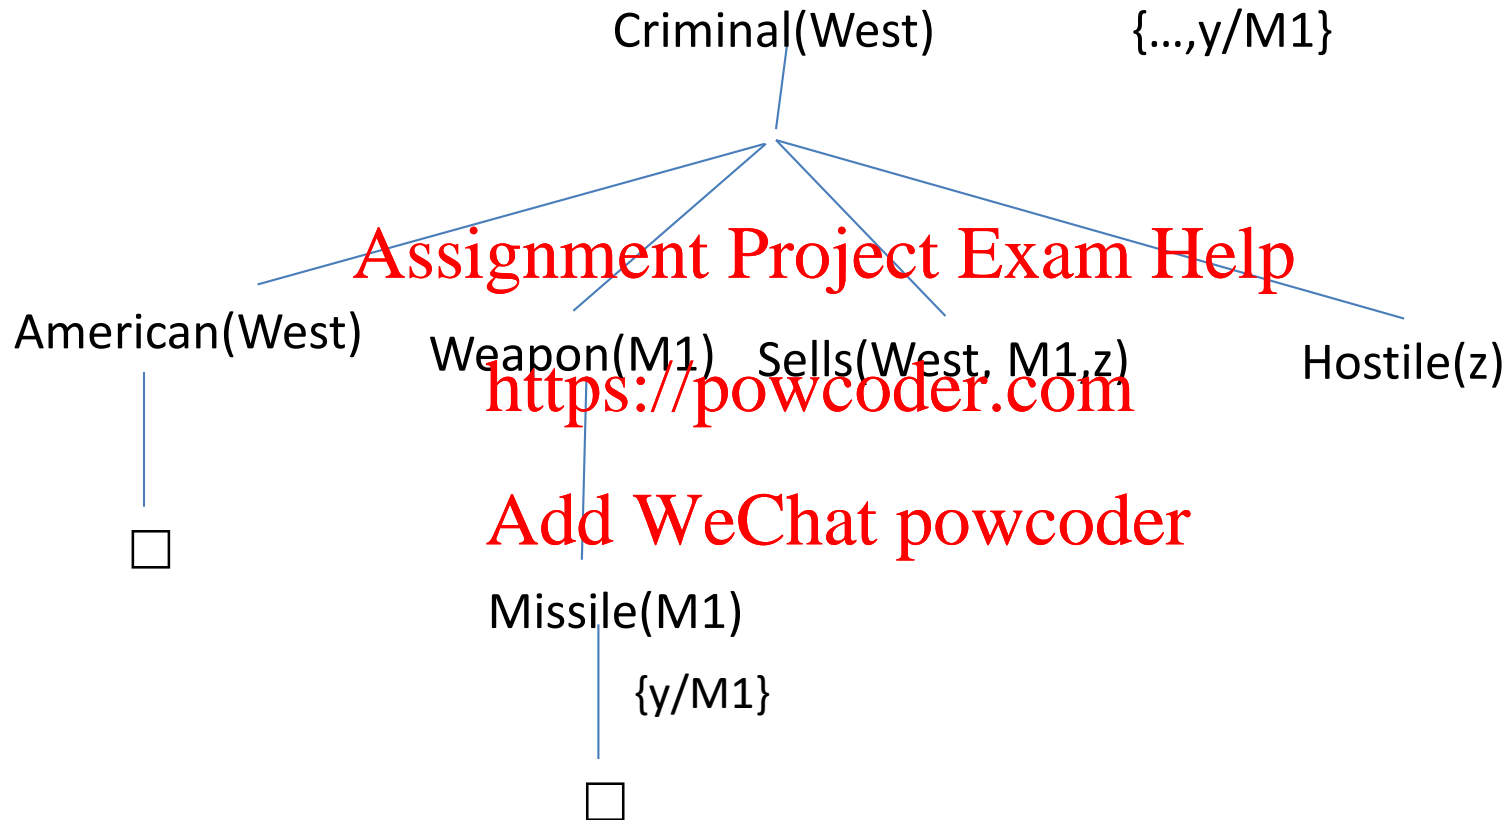 Criminal(West) {…,y/M1}
Assignment Project Exam Help
American(West) Weapon(M1) Sells(West, M1,z) Hostile(z)
https://powcoder.com
Add WeChat powcoder
Missile(M1)
{y/M1}